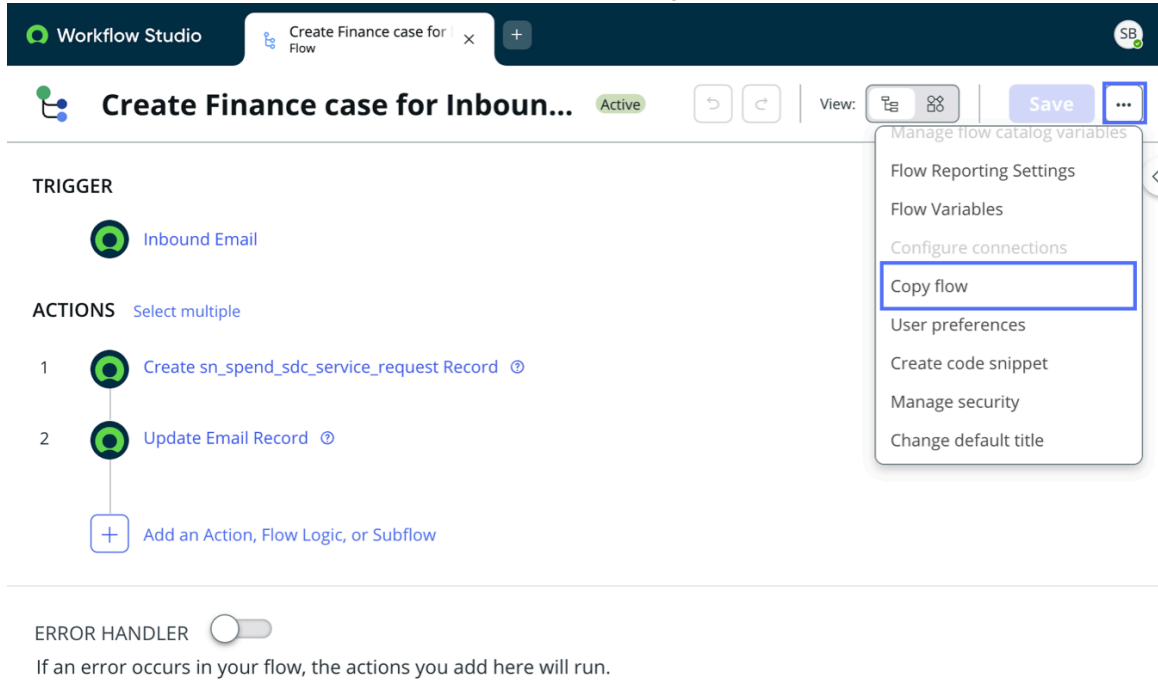 Workflow Studio
Create Finance case for
Flow
SB
Create Finance case for Inboun...
Active
View:
Save
Manage flow catalog variables
Flow Reporting Settings
Flow Variables
Configure connections
Copy flow
User preferences
Create code snippet
Manage security
Change default title
TRIGGER
Inbound Email
ACTIONS Select multiple
1 Create sn_spend_sdc_service_request Record
2 Update Email Record
Add an Action, Flow Logic, or Subflow
ERROR HANDLER
If an error occurs in your flow, the actions you add here will run.